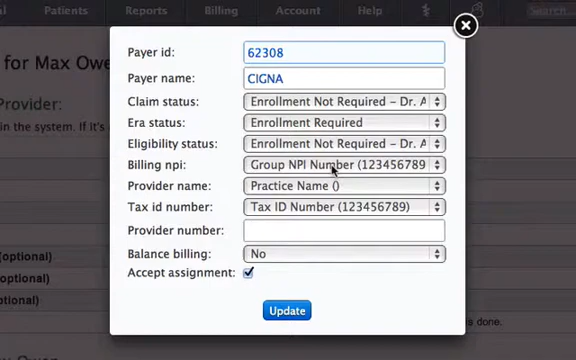 Patients Reports Billing Account Help Search...
for Max Owe
Provider:
in the system. If it's
(optional)
(optional)
(optional)
s done.
Payer id: 62308
Payer name: CIGNA
Claim status: Enrollment Not Required – Dr. A
Era status: Enrollment Required
Eligibility status: Enrollment Not Required – Dr. A
Billing npi: Group NPI Number (123456789
Provider name: Practice Name ()
Tax id number: Tax ID Number (123456789)
Provider number:
Balance billing: No
Accept assignment:
Update